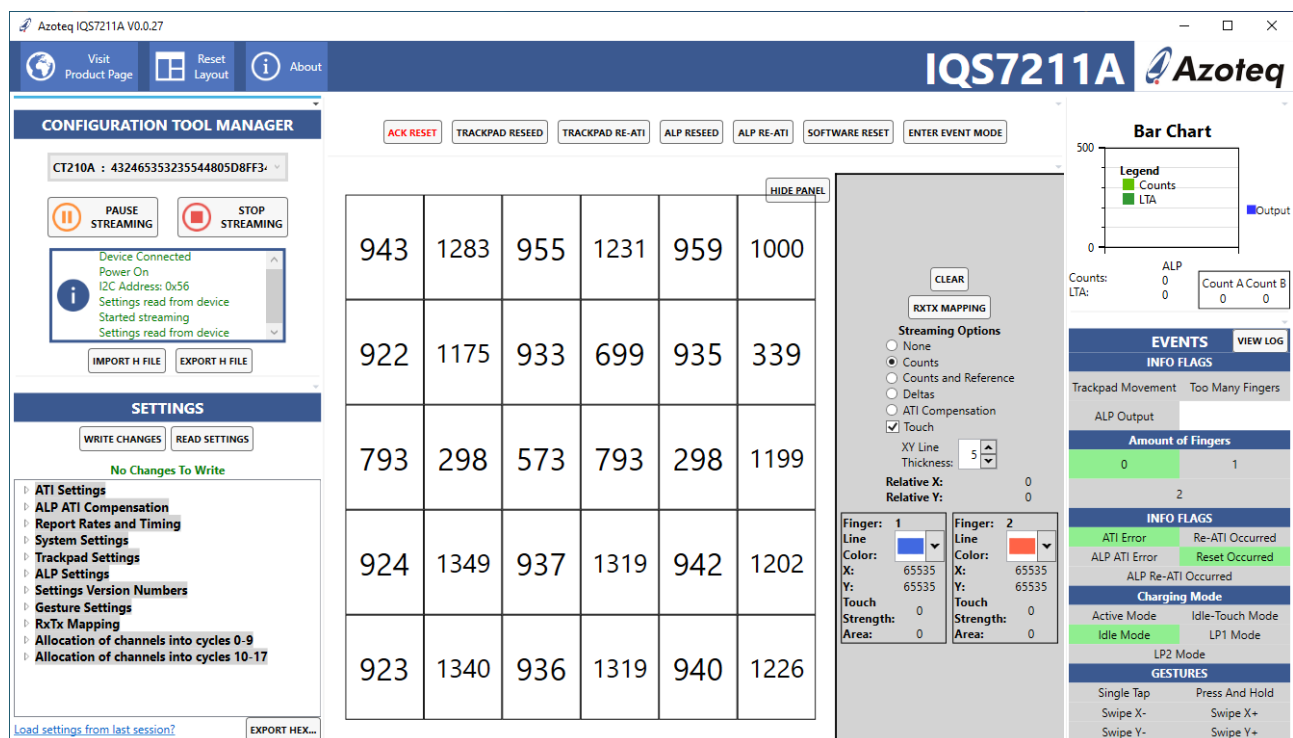 Azoteq IQS7211A V0.0.27
Visit Product Page
Reset Layout
About
IQS7211A
Azoteq
CONFIGURATION TOOL MANAGER
PAUSE STREAMING
STOP STREAMING
Device Connected
Power On
I2C Address: 0x56
Settings read from device
Started streaming
Settings read from device
IMPORT H FILE
EXPORT H FILE
SETTINGS
WRITE CHANGES
READ SETTINGS
No Changes To Write
ATI Settings
ALP ATI Compensation
Report Rates and Timing
System Settings
Trackpad Settings
ALP Settings
Settings Version Numbers
Gesture Settings
RxTx Mapping
Allocation of channels into cycles 0-9
Allocation of channels into cycles 10-17
Load settings from last session?
EXPORT HEX...
ACK RESET
TRACKPAD RESEED
TRACKPAD RE-ATI
ALP RESEED
ALP RE-ATI
SOFTWARE RESET
ENTER EVENT MODE
HIDE PANEL
943 1283 955 1231 959 1000
922 1175 933 699 935 339
793 298 573 793 298 1199
924 1349 937 1319 942 1202
923 1340 936 1319 940 1226
CLEAR
RXTX MAPPING
Streaming Options
None
Counts
Counts and Reference
Deltas
ATI Compensation
Touch
XY Line Thickness: 5
Relative X: 0
Relative Y: 0
Finger: 1
Line Color:
X: 65535
Y: 65535
Touch Strength: 0
Area: 0
Finger: 2
Line Color:
X: 65535
Y: 65535
Touch Strength: 0
Area: 0
Bar Chart
500
Legend
Counts
LTA
Output
0
ALP
Counts: 0
LTA: 0
Count A Count B
0 0
EVENTS
VIEW LOG
INFO FLAGS
Trackpad Movement Too Many Fingers
ALP Output
Amount of Fingers
0 1
2
INFO FLAGS
ATI Error Re-ATI Occurred
ALP ATI Error Reset Occurred
ALP Re-ATI Occurred
Charging Mode
Active Mode Idle-Touch Mode
Idle Mode LP1 Mode
LP2 Mode
GESTURES
Single Tap Press And Hold
Swipe X- Swipe X+
Swipe Y- Swipe Y+